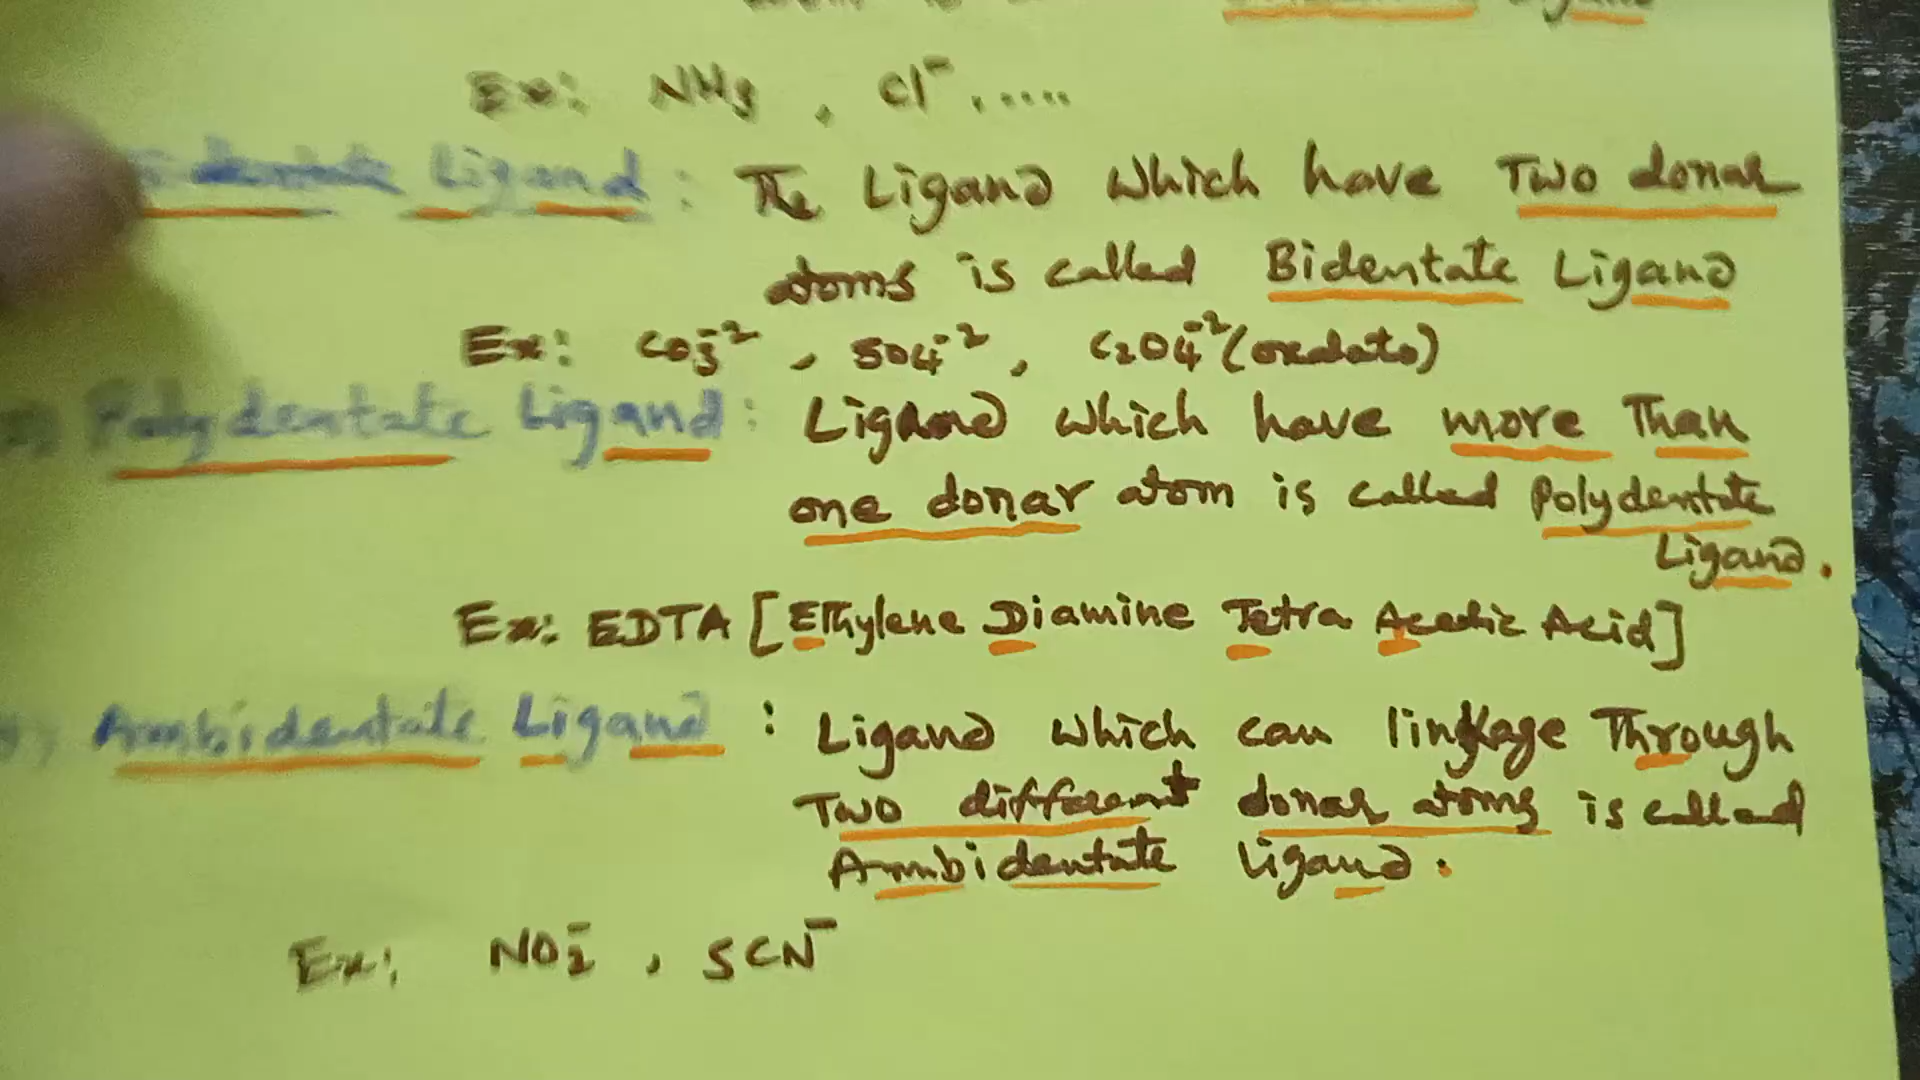 Ex: NH3 , Cl⁻ , .....
dentate Ligand : The Ligand which have Two donar
atoms is called Bidentate Ligand
Ex: CO3⁻² , SO4⁻² , C2O4⁻² (oxalato)
Polydentate Ligand : Ligand which have more Than
one donar atom is called Polydentate
Ligand .
Ex: EDTA [Ethylene Diamine Tetra Acetic Acid]
Ambidentate Ligand : Ligand which can linkage Through
Two different donar atoms is called
Ambidentate Ligand .
Ex: NO2⁻ , SCN⁻